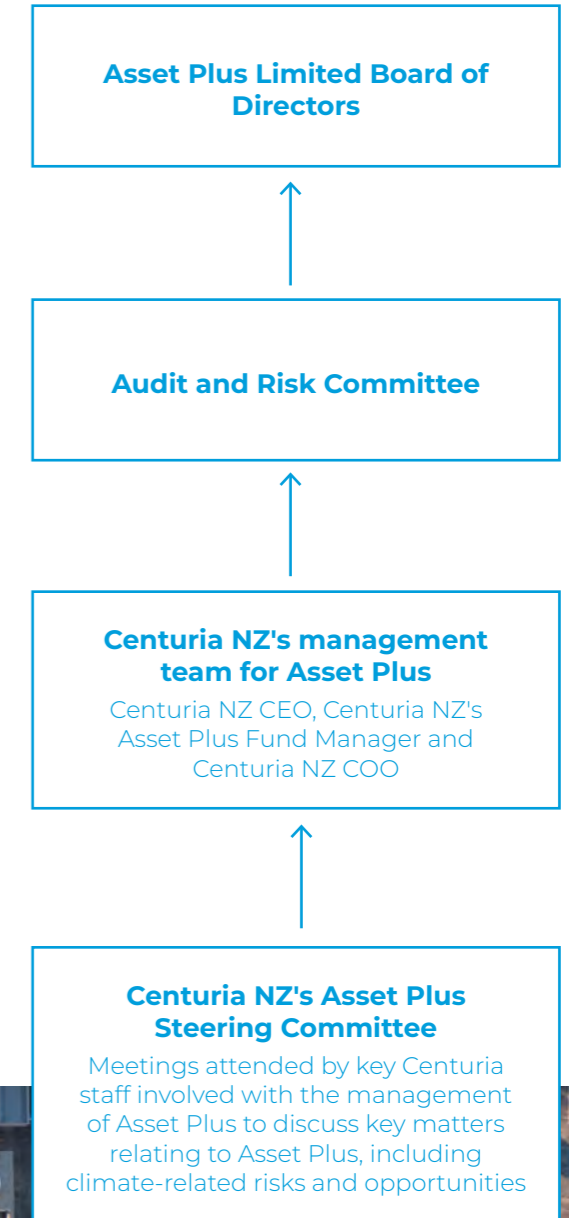 Asset Plus Limited Board of
Directors
Audit and Risk Committee
Centuria NZ's management
team for Asset Plus
Centuria NZ CEO, Centuria NZ's
Asset Plus Fund Manager and
Centuria NZ COO
Centuria NZ's Asset Plus
Steering Committee
Meetings attended by key Centuria
staff involved with the management
of Asset Plus to discuss key matters
relating to Asset Plus, including
climate-related risks and opportunities